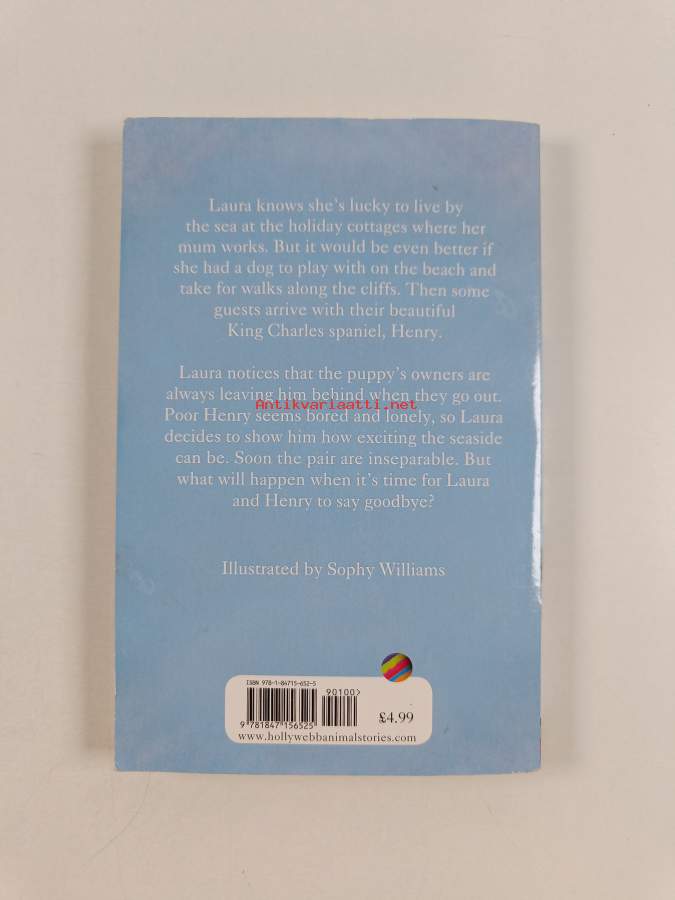 Laura knows she's lucky to live by
the sea at the holiday cottages where her
mum works. But it would be even better if
she had a dog to play with on the beach and
take for walks along the cliffs. Then some
guests arrive with their beautiful
King Charles spaniel, Henry.
Laura notices that the puppy's owners are
always leaving him behind when they go out.
Antikvariaatti.net
Poor Henry seems bored and lonely, so Laura
decides to show him how exciting the seaside
can be. Soon the pair are inseparable. But
what will happen when it's time for Laura
and Henry to say goodbye?
Illustrated by Sophy Williams
ISBN 978-1-84715-652-5
90100>
9 781847 156525
£4.99
www.hollywebbanimalstories.com